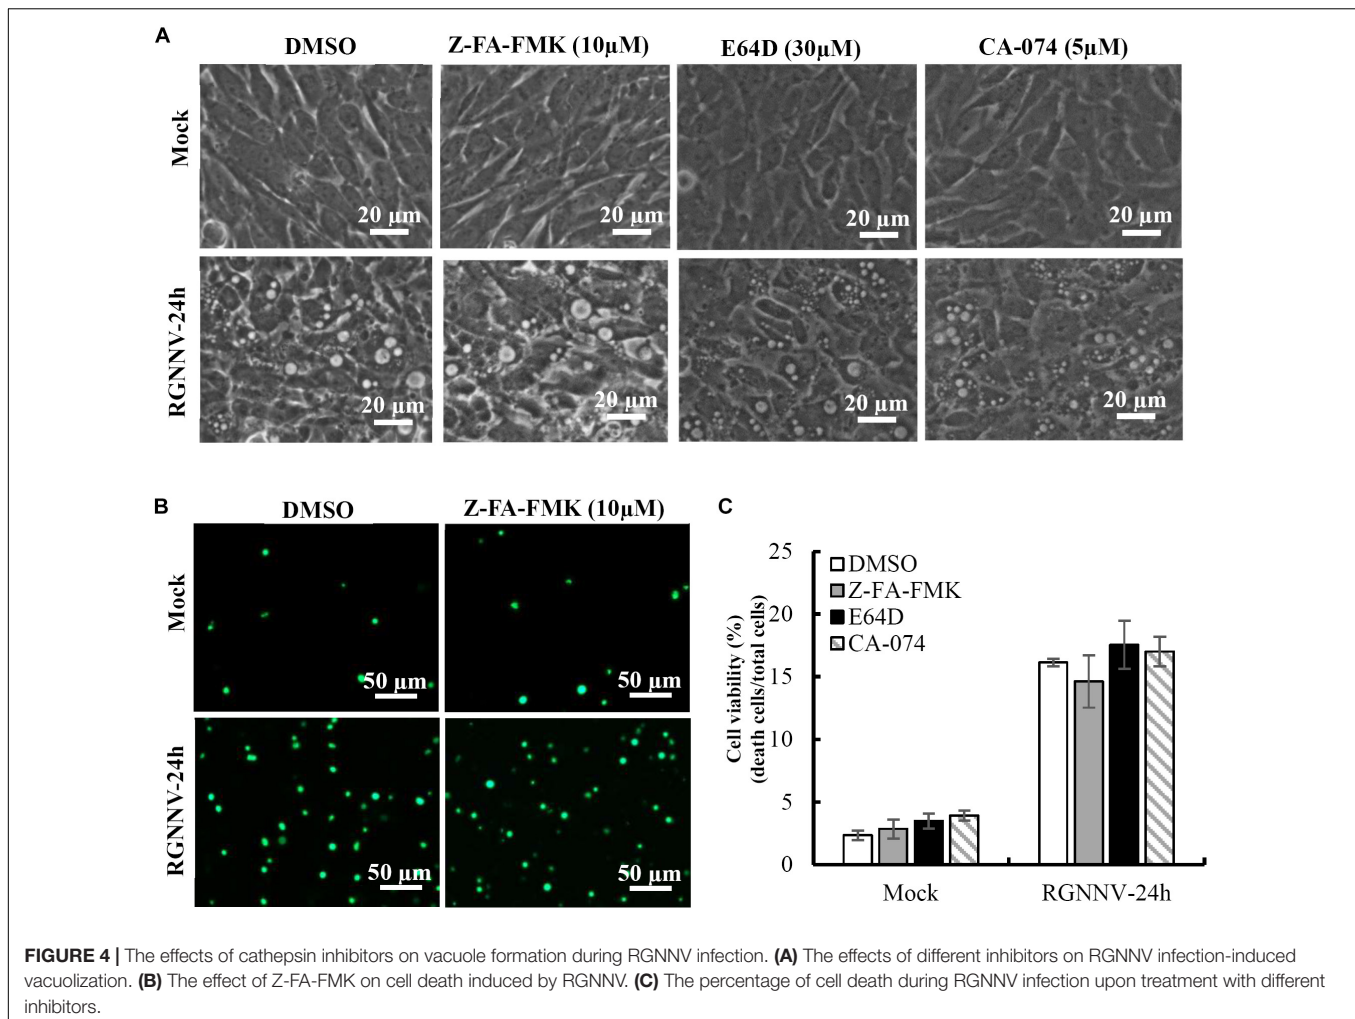 A
DMSO
Z-FA-FMK (10µM)
E64D (30µM)
CA-074 (5µM)
Mock
20 µm
20 µm
20 µm
20 µm
RGNNV-24h
20 µm
20 µm
20 µm
20 µm
B
DMSO
Z-FA-FMK (10µM)
Mock
50 µm
50 µm
RGNNV-24h
50 µm
50 µm
C
Cell viability (%)
(death cells/total cells)
25
20
15
10
5
0
DMSO
Z-FA-FMK
E64D
CA-074
Mock
RGNNV-24h
FIGURE 4 | The effects of cathepsin inhibitors on vacuole formation during RGNNV infection. (A) The effects of different inhibitors on RGNNV infection-induced
vacuolization. (B) The effect of Z-FA-FMK on cell death induced by RGNNV. (C) The percentage of cell death during RGNNV infection upon treatment with different
inhibitors.